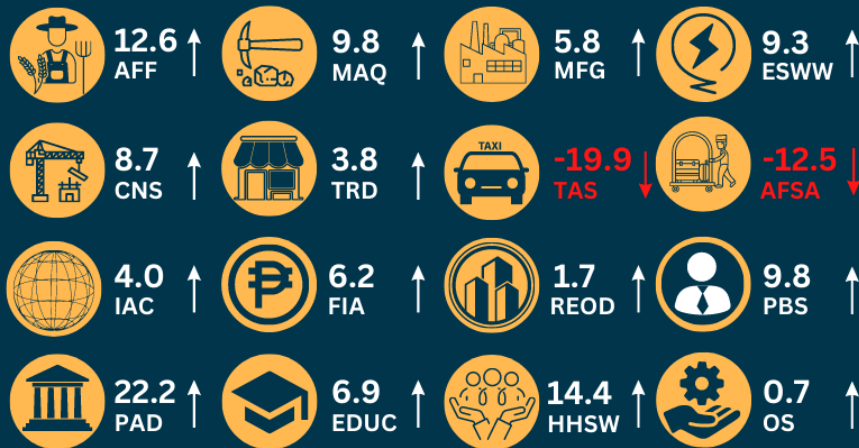 12.6
AFF
9.8
MAQ
5.8
MFG
9.3
ESWW
8.7
CNS
3.8
TRD
TAXI
-19.9
TAS
-12.5
AFSA
4.0
IAC
6.2
FIA
1.7
REOD
9.8
PBS
22.2
PAD
6.9
EDUC
14.4
HHSW
0.7
OS